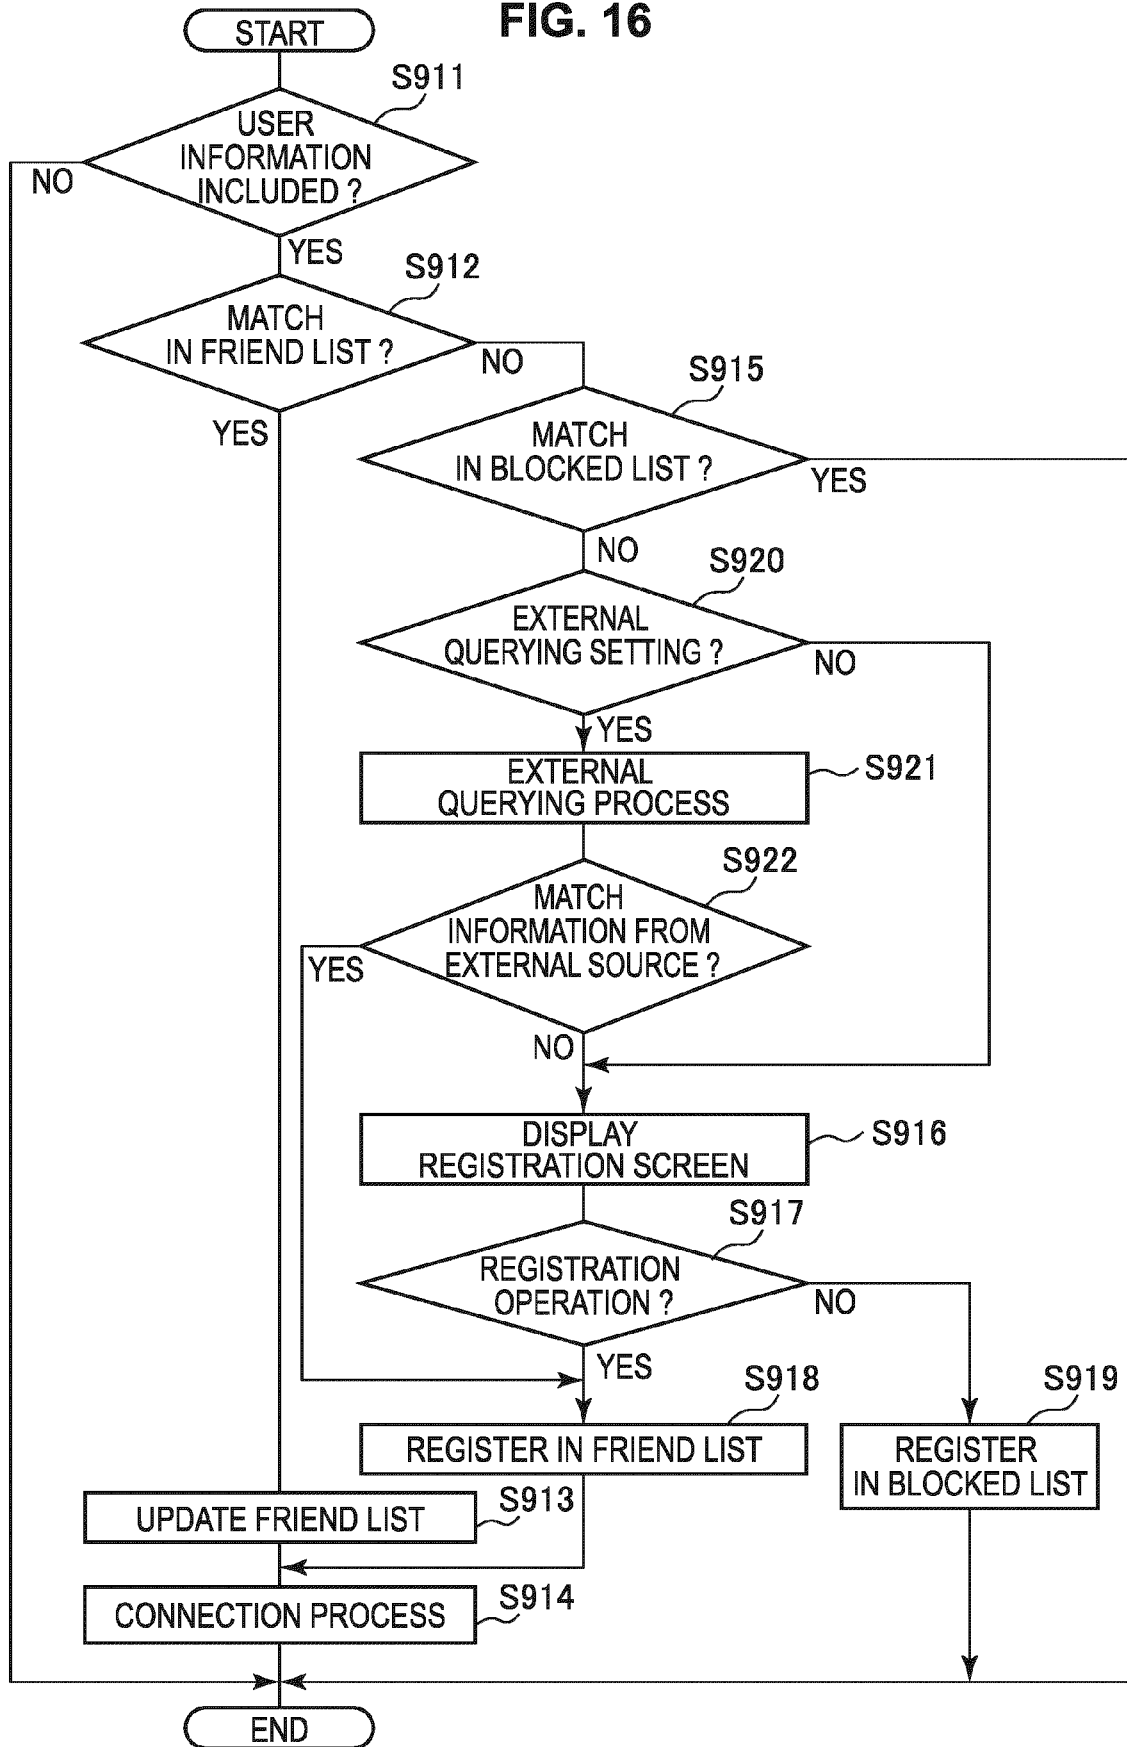 FIG. 16
START
S911
USER
INFORMATION
INCLUDED ?
NO
YES
S912
MATCH
IN FRIEND LIST ?
NO
YES
S915
MATCH
IN BLOCKED LIST ?
YES
NO
S920
EXTERNAL
QUERYING SETTING ?
NO
YES
EXTERNAL
QUERYING PROCESS
S921
S922
MATCH
INFORMATION FROM
EXTERNAL SOURCE ?
YES
NO
DISPLAY
REGISTRATION SCREEN
S916
S917
REGISTRATION
OPERATION ?
NO
YES
S918
REGISTER IN FRIEND LIST
S919
REGISTER
IN BLOCKED LIST
UPDATE FRIEND LIST
S913
CONNECTION PROCESS
S914
END